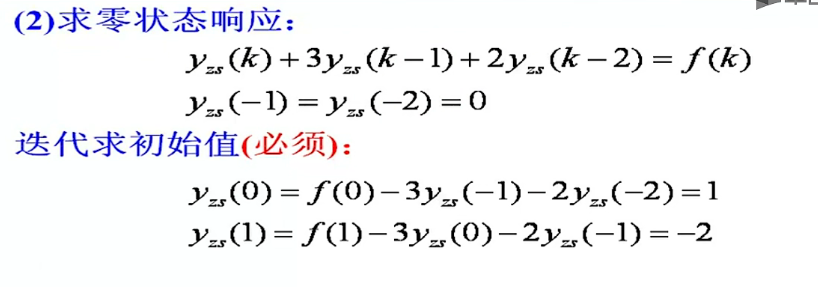 (2)求零状态响应：
y_zs(k)+3y_zs(k−1)+2y_zs(k−2)=f(k)
y_zs(−1)=y_zs(−2)=0
迭代求初始值(必须)：
y_zs(0)=f(0)−3y_zs(−1)−2y_zs(−2)=1
y_zs(1)=f(1)−3y_zs(0)−2y_zs(−1)=−2